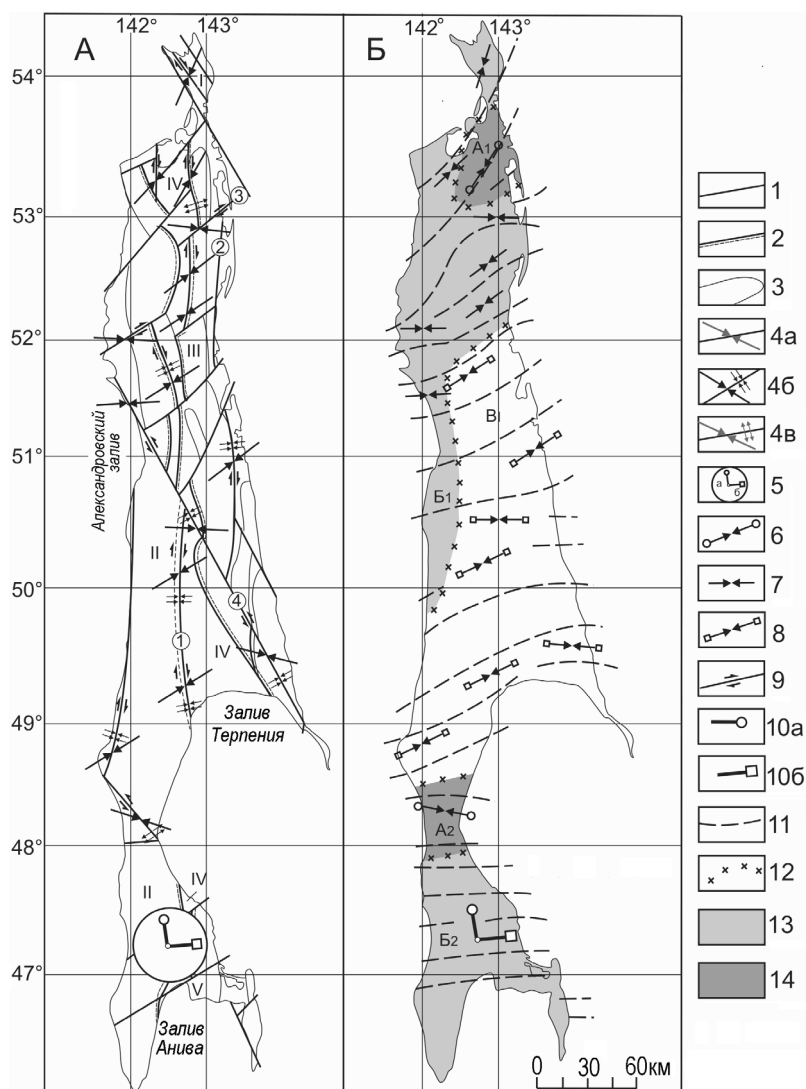 142° 143° 142° 143°
А Б
54°
53°
52°
51°
50°
49°
48°
47°
I
IV
3
2
III
Александровский
залив
II
4
1
IV
Залив
Терпения
II
IV
V
Залив
Анива
А1
В1
Б1
А2
Б2
0 30 60км
1
2
3
4а
4б
4в
а б
5
6
7
8
9
10а
10б
11
12
13
14